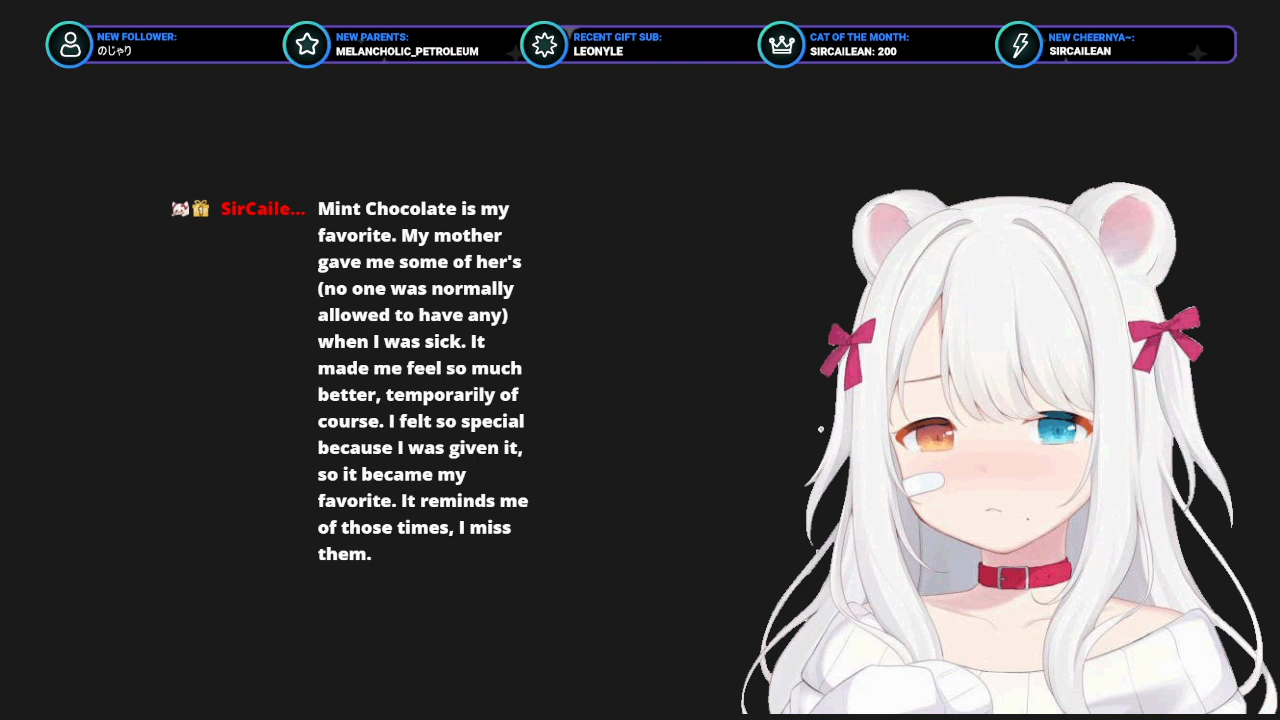 NEW FOLLOWER:
のじゃり
NEW PARENTS:
MELANCHOLIC_PETROLEUM
RECENT GIFT SUB:
LEONYLE
CAT OF THE MONTH:
SIRCAILEAN: 200
NEW CHEERNYA~:
SIRCAILEAN
SirCaile... Mint Chocolate is my
favorite. My mother
gave me some of her's
(no one was normally
allowed to have any)
when I was sick. It
made me feel so much
better, temporarily of
course. I felt so special
because I was given it,
so it became my
favorite. It reminds me
of those times, I miss
them.